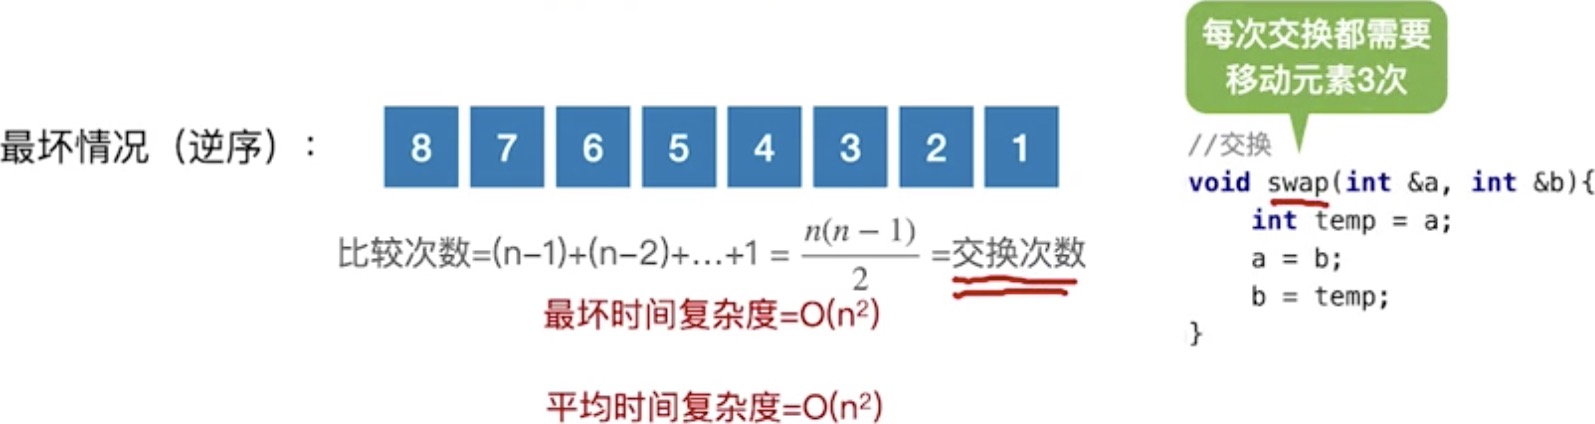 每次交换都需要
移动元素3次
最坏情况（逆序）：
8 7 6 5 4 3 2 1
比较次数=(n-1)+(n-2)+…+1 = n(n − 1)/2 =交换次数
最坏时间复杂度=O(n²)
平均时间复杂度=O(n²)
//交换
void swap(int &a, int &b){
    int temp = a;
    a = b;
    b = temp;
}